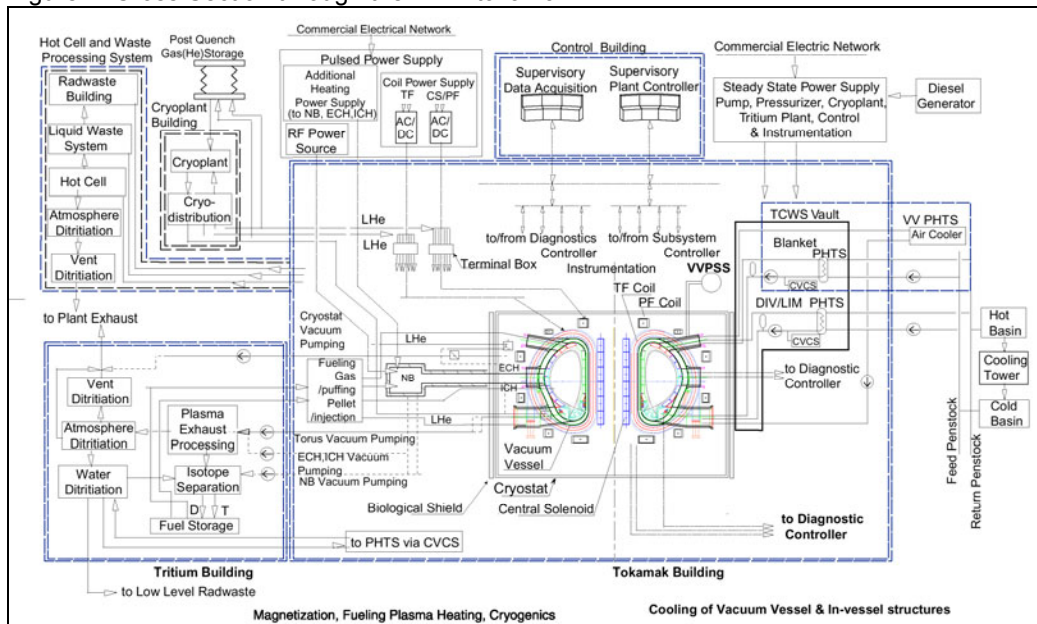 Commercial Electrical Network
Hot Cell and Waste
Processing System
Post Quench
Gas(He)Storage
Radwaste
Building
Liquid Waste
System
Hot Cell
Atmosphere
Ditritiation
Vent
Ditritiation
to Plant Exhaust
Cryoplant
Building
Cryoplant
Cryo-
distribution
Pulsed Power Supply
Additional
Heating
Power Supply
(to NB, ECH,ICH)
RF Power
Source
Coil Power Supply
TF
CS/PF
AC/
DC
AC/
DC
Control Building
Supervisory
Data Acquisition
Supervisory
Plant Controller
Commercial Electric Network
Steady State Power Supply
Pump, Pressurizer, Cryoplant,
Tritium Plant, Control
& Instrumentation
Diesel
Generator
LHe
LHe
Terminal Box
to/from Diagnostics
Controller
to/from Subsystem
Controller
Instrumentation
VVPSS
TF Coil
PF Coil
TCWS Vault
Blanket
PHTS
CVCS
DIV/LIM PHTS
CVCS
VV PHTS
Air Cooler
Hot
Basin
Cooling
Tower
Cold
Basin
Feed Penstock
Return Penstock
to Diagnostic
Controller
Cryostat
Vacuum
Pumping
LHe
Fueling
Gas
/puffing
Pellet
/injection
NB
ECH
ICH
LHe
Torus Vacuum Pumping
ECH,ICH Vacuum
Pumping
NB Vacuum Pumping
Vacuum
Vessel
Cryostat
Biological Shield
Central Solenoid
to Diagnostic
Controller
Vent
Ditritiation
Atmosphere
Ditritiation
Water
Ditritiation
Plasma
Exhaust
Processing
Isotope
Separation
D
T
Fuel Storage
to PHTS via CVCS
Tritium Building
Tokamak Building
to Low Level Radwaste
Magnetization, Fueling Plasma Heating, Cryogenics
Cooling of Vacuum Vessel & In-vessel structures